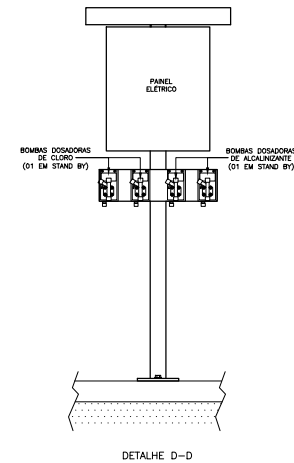 PAINEL
ELÉTRICO
BOMBAS DOSADORAS
DE CLORO
(01 EM STAND BY)
BOMBAS DOSADORAS
DE ALCALINIZANTE
(01 EM STAND BY)
DETALHE D-D